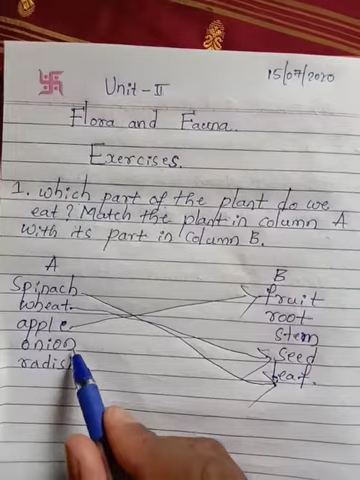 15/07/2020
Unit-II
Flora and Fauna.
Exercises.
1. Which part of the plant do we
eat? Match the plant in column A
with its part in column B.
A B
Spinach fruit
wheat root
apple stem
onion seed
radis leaf.